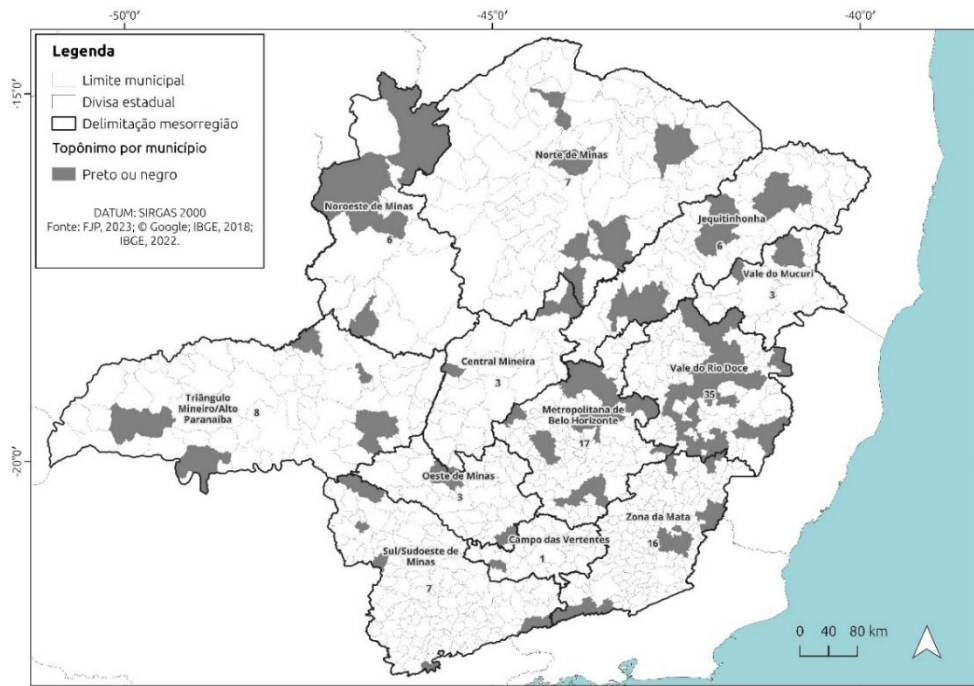 -50°0′
-45°0′
-40°0′
-15°0′
-20°0′
Legenda
Limite municipal
Divisa estadual
Delimitação mesorregião
Topônimo por município
Preto ou negro
DATUM: SIRGAS 2000
Fonte: FJP, 2023; © Google; IBGE, 2018;
IBGE, 2022.
Norte de Minas
7
Noroeste de Minas
6
Jequitinhonha
6
Vale do Mucuri
3
Central Mineira
3
Vale do Rio Doce
35
Triângulo
Mineiro/Alto
Paranaíba
8
Metropolitana de
Belo Horizonte
17
Oeste de Minas
3
Zona da Mata
16
Campo das Vertentes
1
Sul/Sudoeste de
Minas
7
0 40 80 km